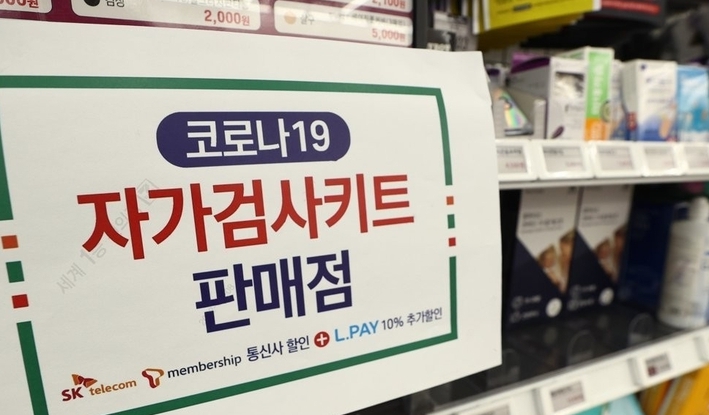 2,000원
5,000원
코로나19
자가검사키트
판매점
SK telecom T membership 통신사 할인 + L.PAY 10% 추가할인